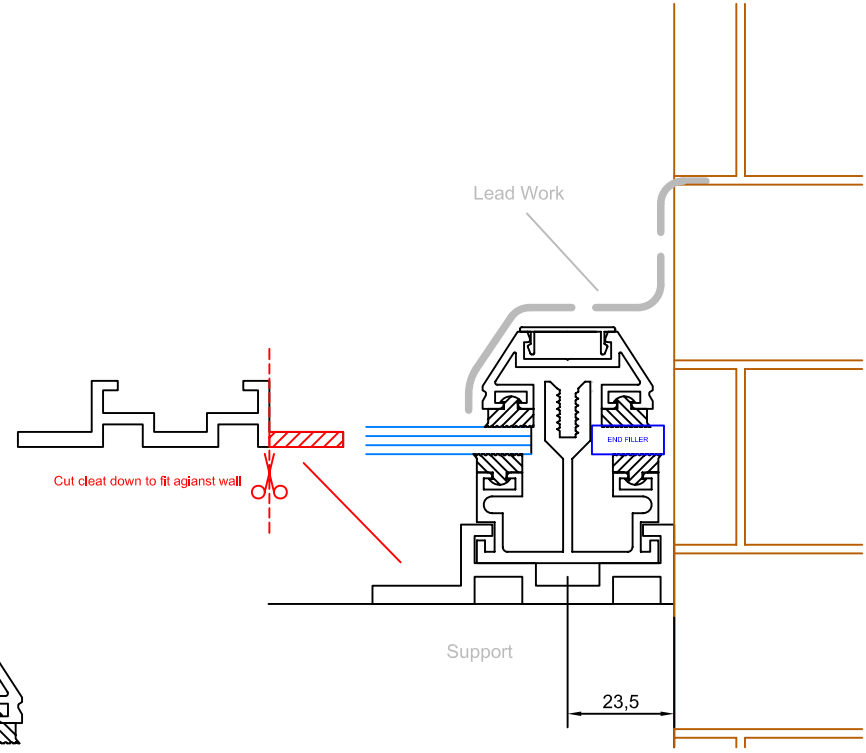 Lead Work
END FILLER
Cut cleat down to fit agianst wall
Support
23,5